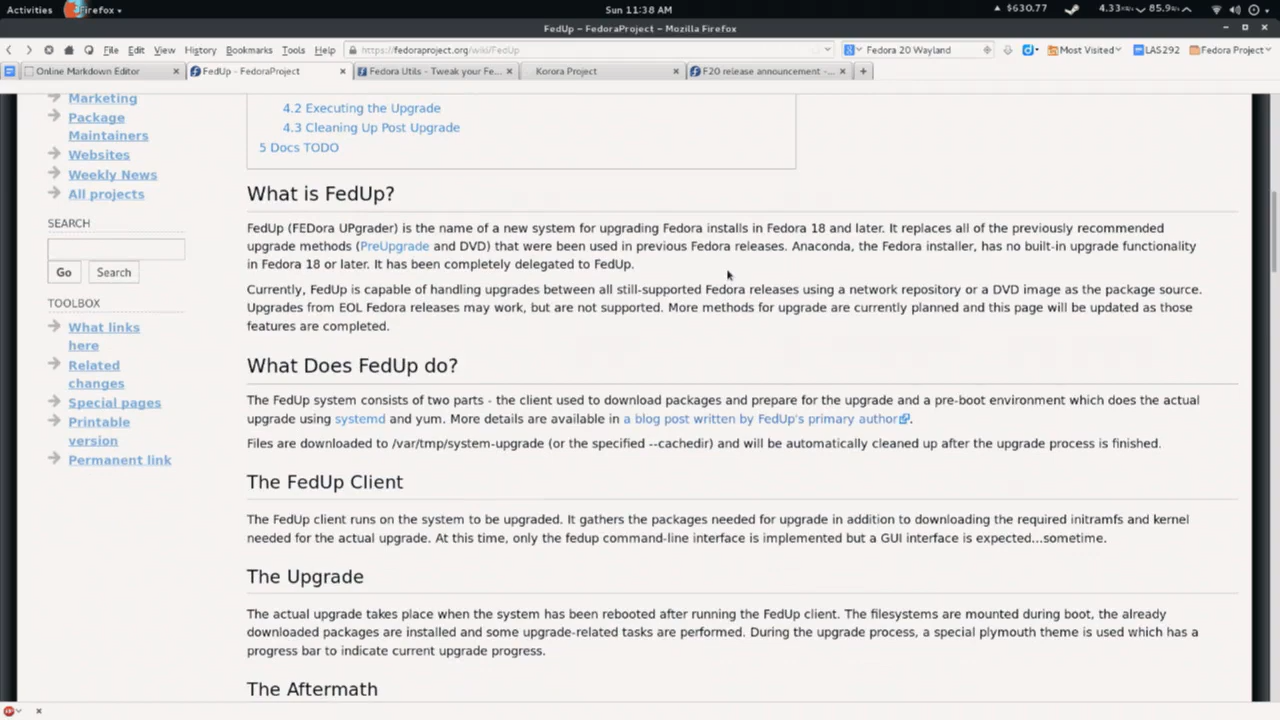 Activities
Firefox
Sun 11:38 AM
$630.77
FedUp – FedoraProject – Mozilla Firefox
File Edit View History Bookmarks Tools Help
https://fedoraproject.org/wiki/FedUp
Fedora 20 Wayland
Most Visited
LAS292
Fedora Project
Online Markdown Editor
FedUp - FedoraProject
Fedora Utils - Tweak your Fe...
Korora Project
F20 release announcement -...
Marketing
Package
Maintainers
Websites
Weekly News
All projects
SEARCH
Go
Search
TOOLBOX
What links
here
Related
changes
Special pages
Printable
version
Permanent link
4.2 Executing the Upgrade
4.3 Cleaning Up Post Upgrade
5 Docs TODO
What is FedUp?
FedUp (FEDora UPgrader) is the name of a new system for upgrading Fedora installs in Fedora 18 and later. It replaces all of the previously recommended
upgrade methods (PreUpgrade and DVD) that were been used in previous Fedora releases. Anaconda, the Fedora installer, has no built-in upgrade functionality
in Fedora 18 or later. It has been completely delegated to FedUp.
Currently, FedUp is capable of handling upgrades between all still-supported Fedora releases using a network repository or a DVD image as the package source.
Upgrades from EOL Fedora releases may work, but are not supported. More methods for upgrade are currently planned and this page will be updated as those
features are completed.
What Does FedUp do?
The FedUp system consists of two parts - the client used to download packages and prepare for the upgrade and a pre-boot environment which does the actual
upgrade using systemd and yum. More details are available in a blog post written by FedUp's primary author.
Files are downloaded to /var/tmp/system-upgrade (or the specified --cachedir) and will be automatically cleaned up after the upgrade process is finished.
The FedUp Client
The FedUp client runs on the system to be upgraded. It gathers the packages needed for upgrade in addition to downloading the required initramfs and kernel
needed for the actual upgrade. At this time, only the fedup command-line interface is implemented but a GUI interface is expected...sometime.
The Upgrade
The actual upgrade takes place when the system has been rebooted after running the FedUp client. The filesystems are mounted during boot, the already
downloaded packages are installed and some upgrade-related tasks are performed. During the upgrade process, a special plymouth theme is used which has a
progress bar to indicate current upgrade progress.
The Aftermath